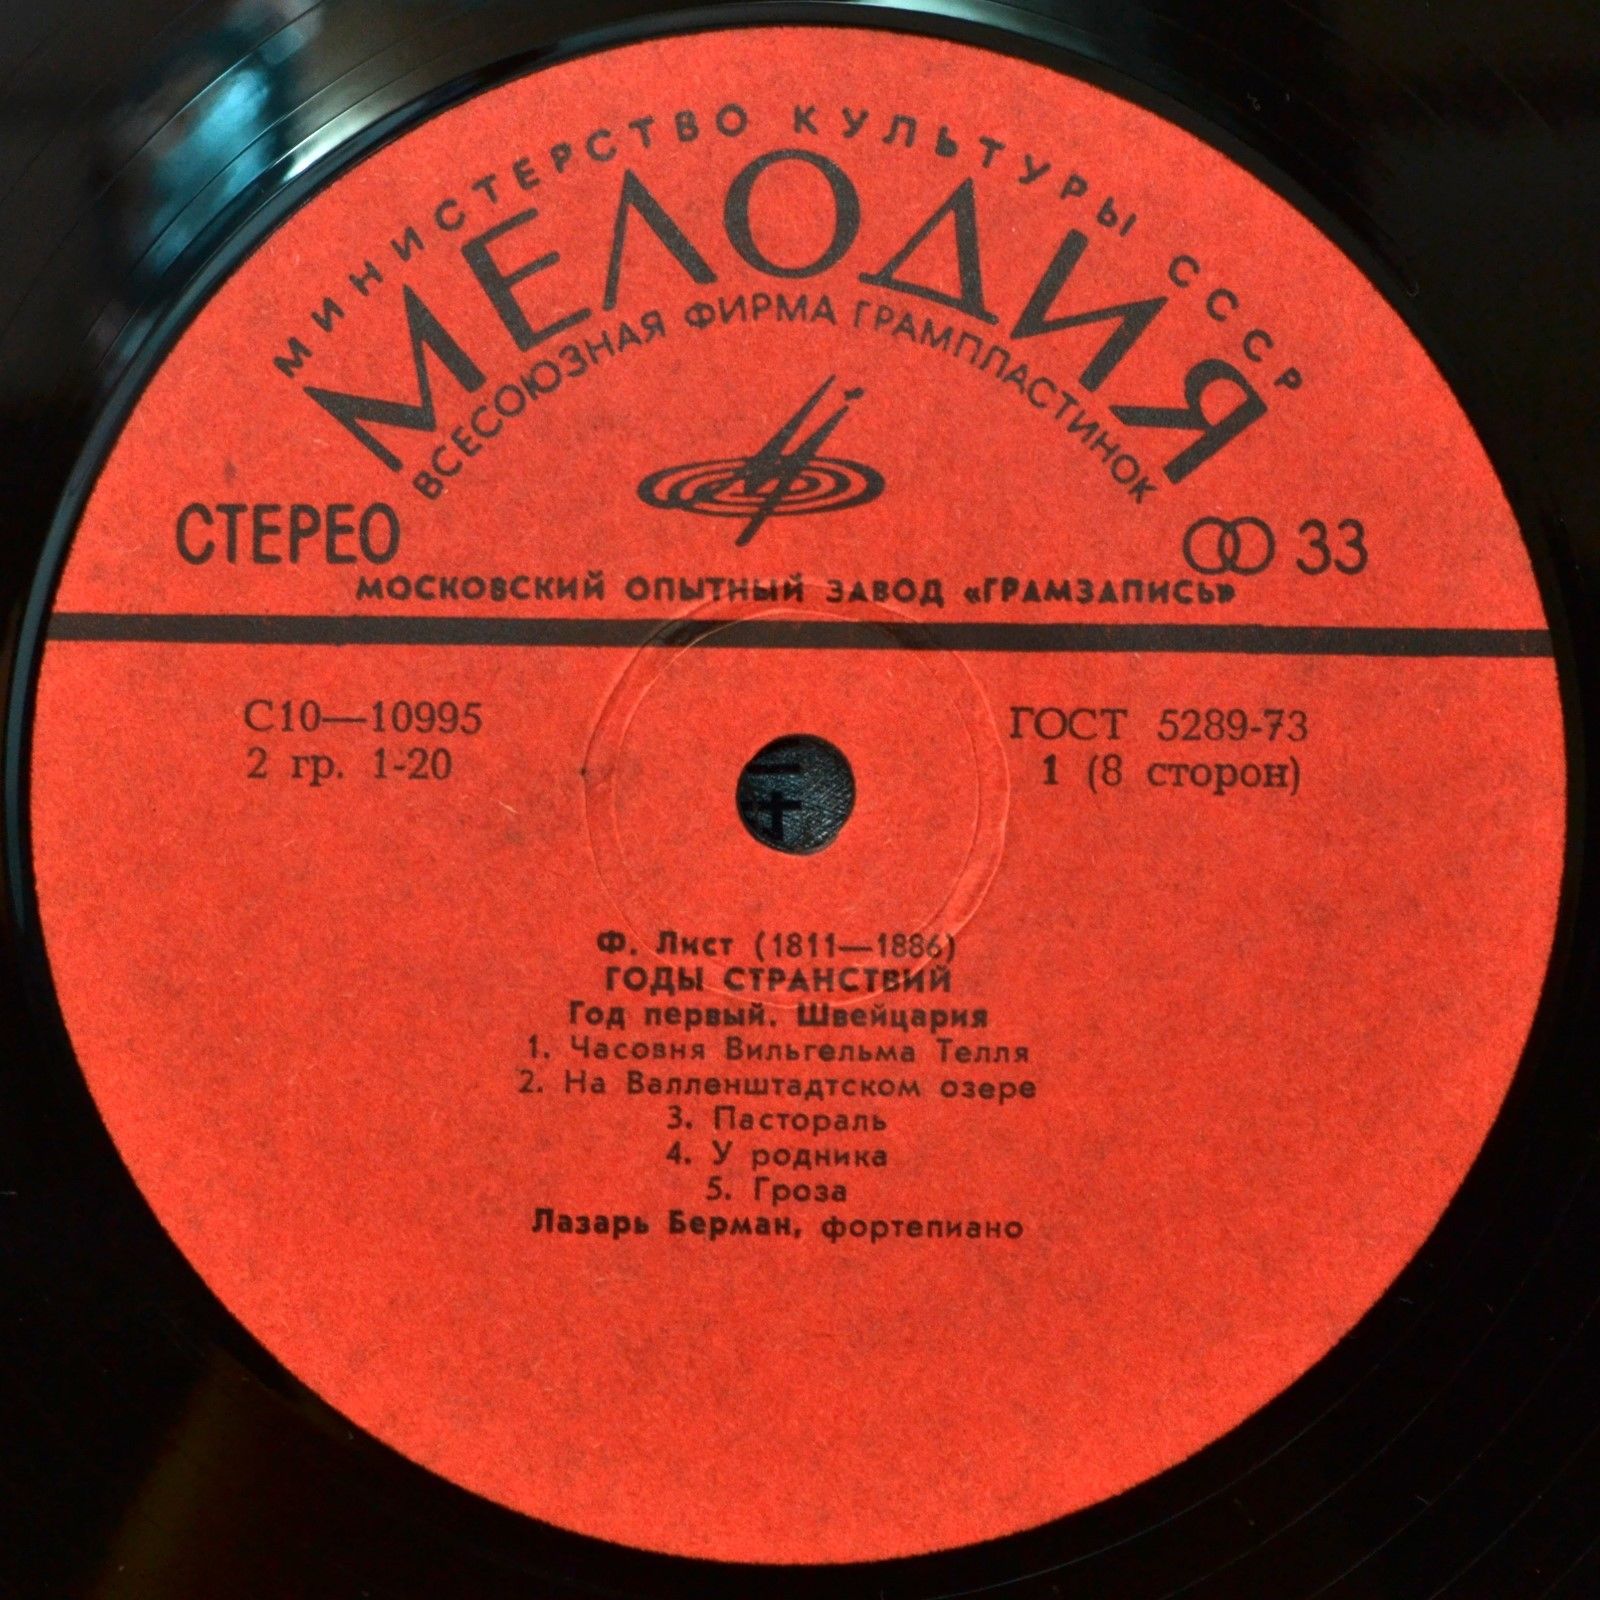 МИНИСТЕРСТВО КУЛЬТУРЫ СССР
МЕЛОДИЯ
ВСЕСОЮЗНАЯ ФИРМА ГРАМПЛАСТИНОК
СТЕРЕО
33
МОСКОВСКИЙ ОПЫТНЫЙ ЗАВОД «ГРАМЗАПИСЬ»
С10—10995
2 гр. 1-20
ГОСТ 5289-73
1 (8 сторон)
Ф. Лист (1811—1886)
ГОДЫ СТРАНСТВИЙ
Год первый. Швейцария
1. Часовня Вильгельма Телля
2. На Валленштадтском озере
3. Пастораль
4. У родника
5. Гроза
Лазарь Берман, фортепиано